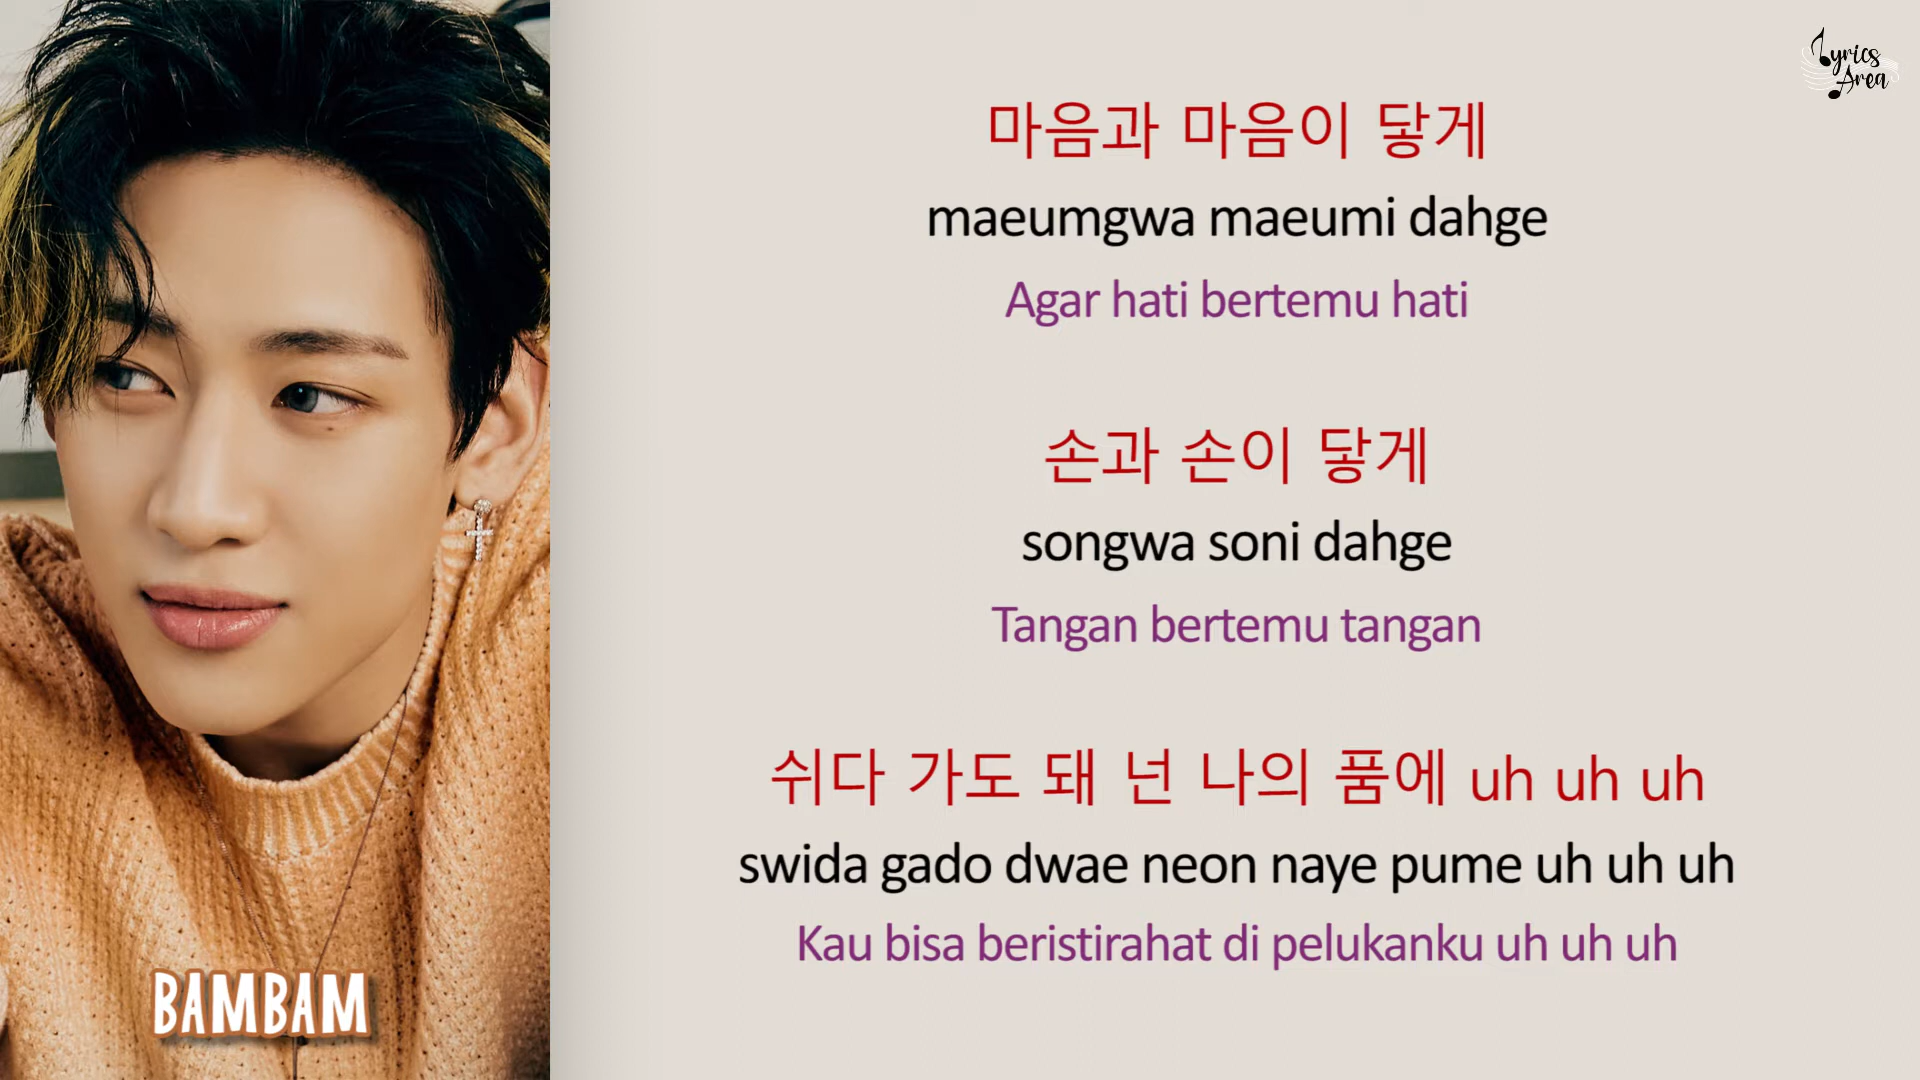 Lyrics
Area
마음과 마음이 닿게
maeumgwa maeumi dahge
Agar hati bertemu hati
손과 손이 닿게
songwa soni dahge
Tangan bertemu tangan
쉬다 가도 돼 넌 나의 품에 uh uh uh
swida gado dwae neon naye pume uh uh uh
Kau bisa beristirahat di pelukanku uh uh uh
BAMBAM